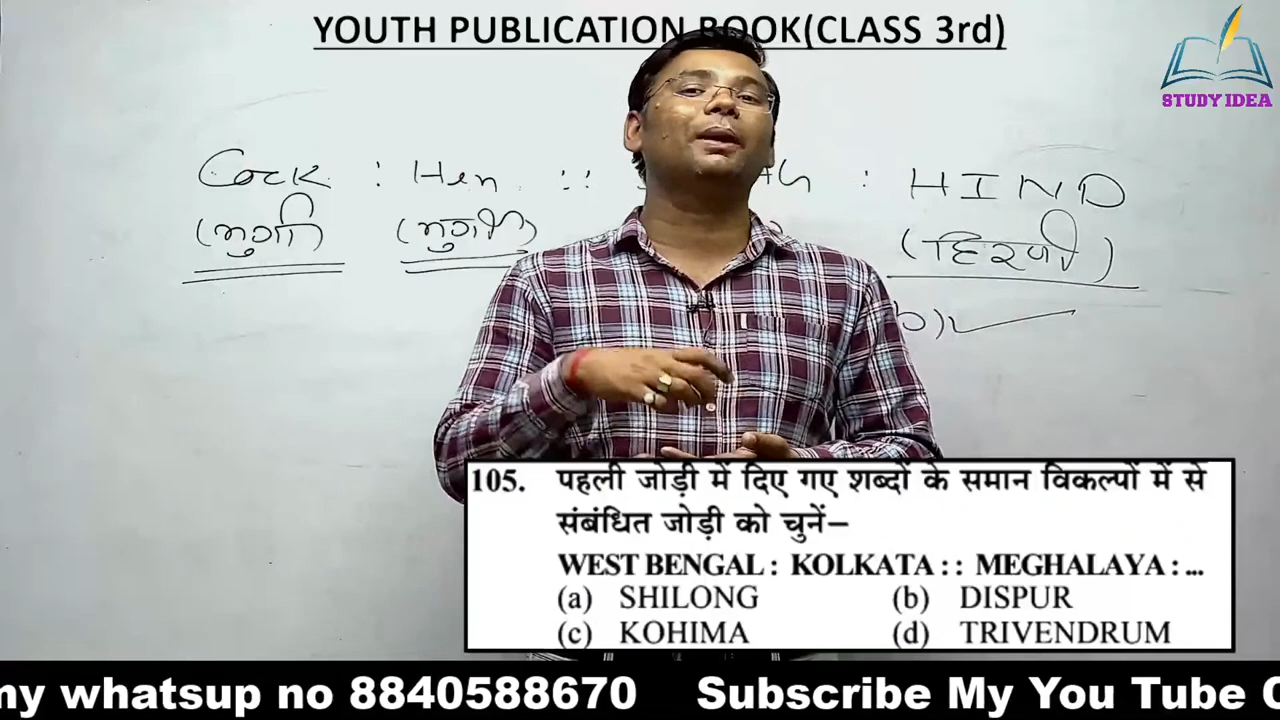 YOUTH PUBLICATION BOOK(CLASS 3rd)
STUDY IDEA
Cock : Hen :: : HIND
(मुर्गा) (मुर्गी) (हिरणी)
105. पहली जोड़ी में दिए गए शब्दों के समान विकल्पों में से
संबंधित जोड़ी को चुनें–
WEST BENGAL : KOLKATA : : MEGHALAYA : ...
(a) SHILONG (b) DISPUR
(c) KOHIMA (d) TRIVENDRUM
my whatsup no 8840588670 Subscribe My You Tube C